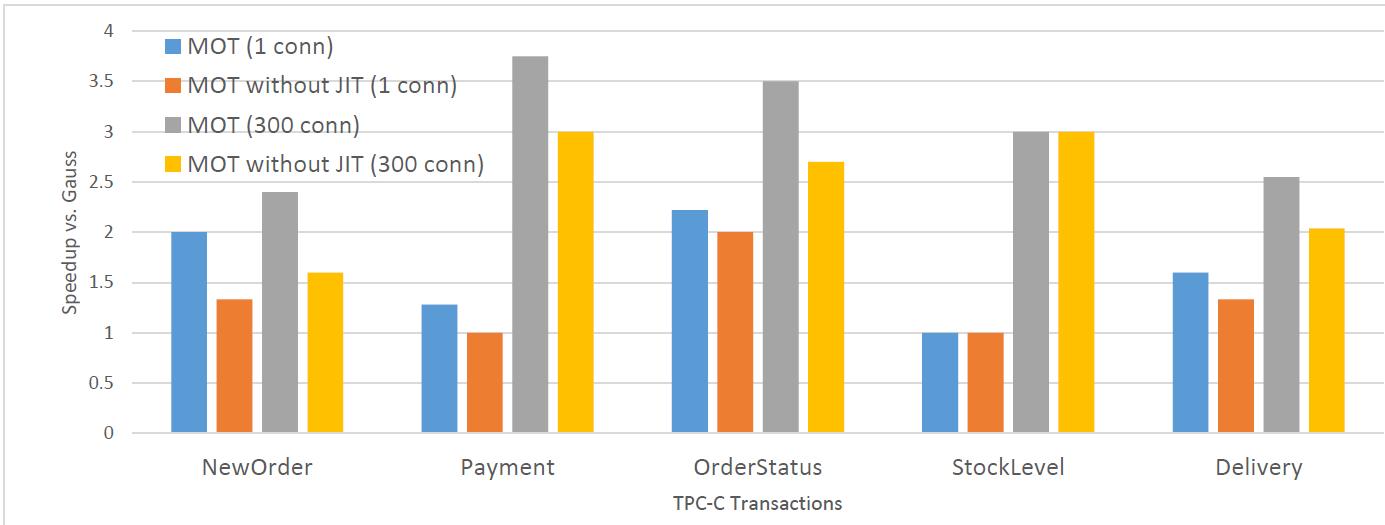 4
3.5
3
2.5
2
1.5
1
0.5
0
Speedup vs. Gauss
MOT (1 conn)
MOT without JIT (1 conn)
MOT (300 conn)
MOT without JIT (300 conn)
NewOrder
Payment
OrderStatus
StockLevel
Delivery
TPC-C Transactions